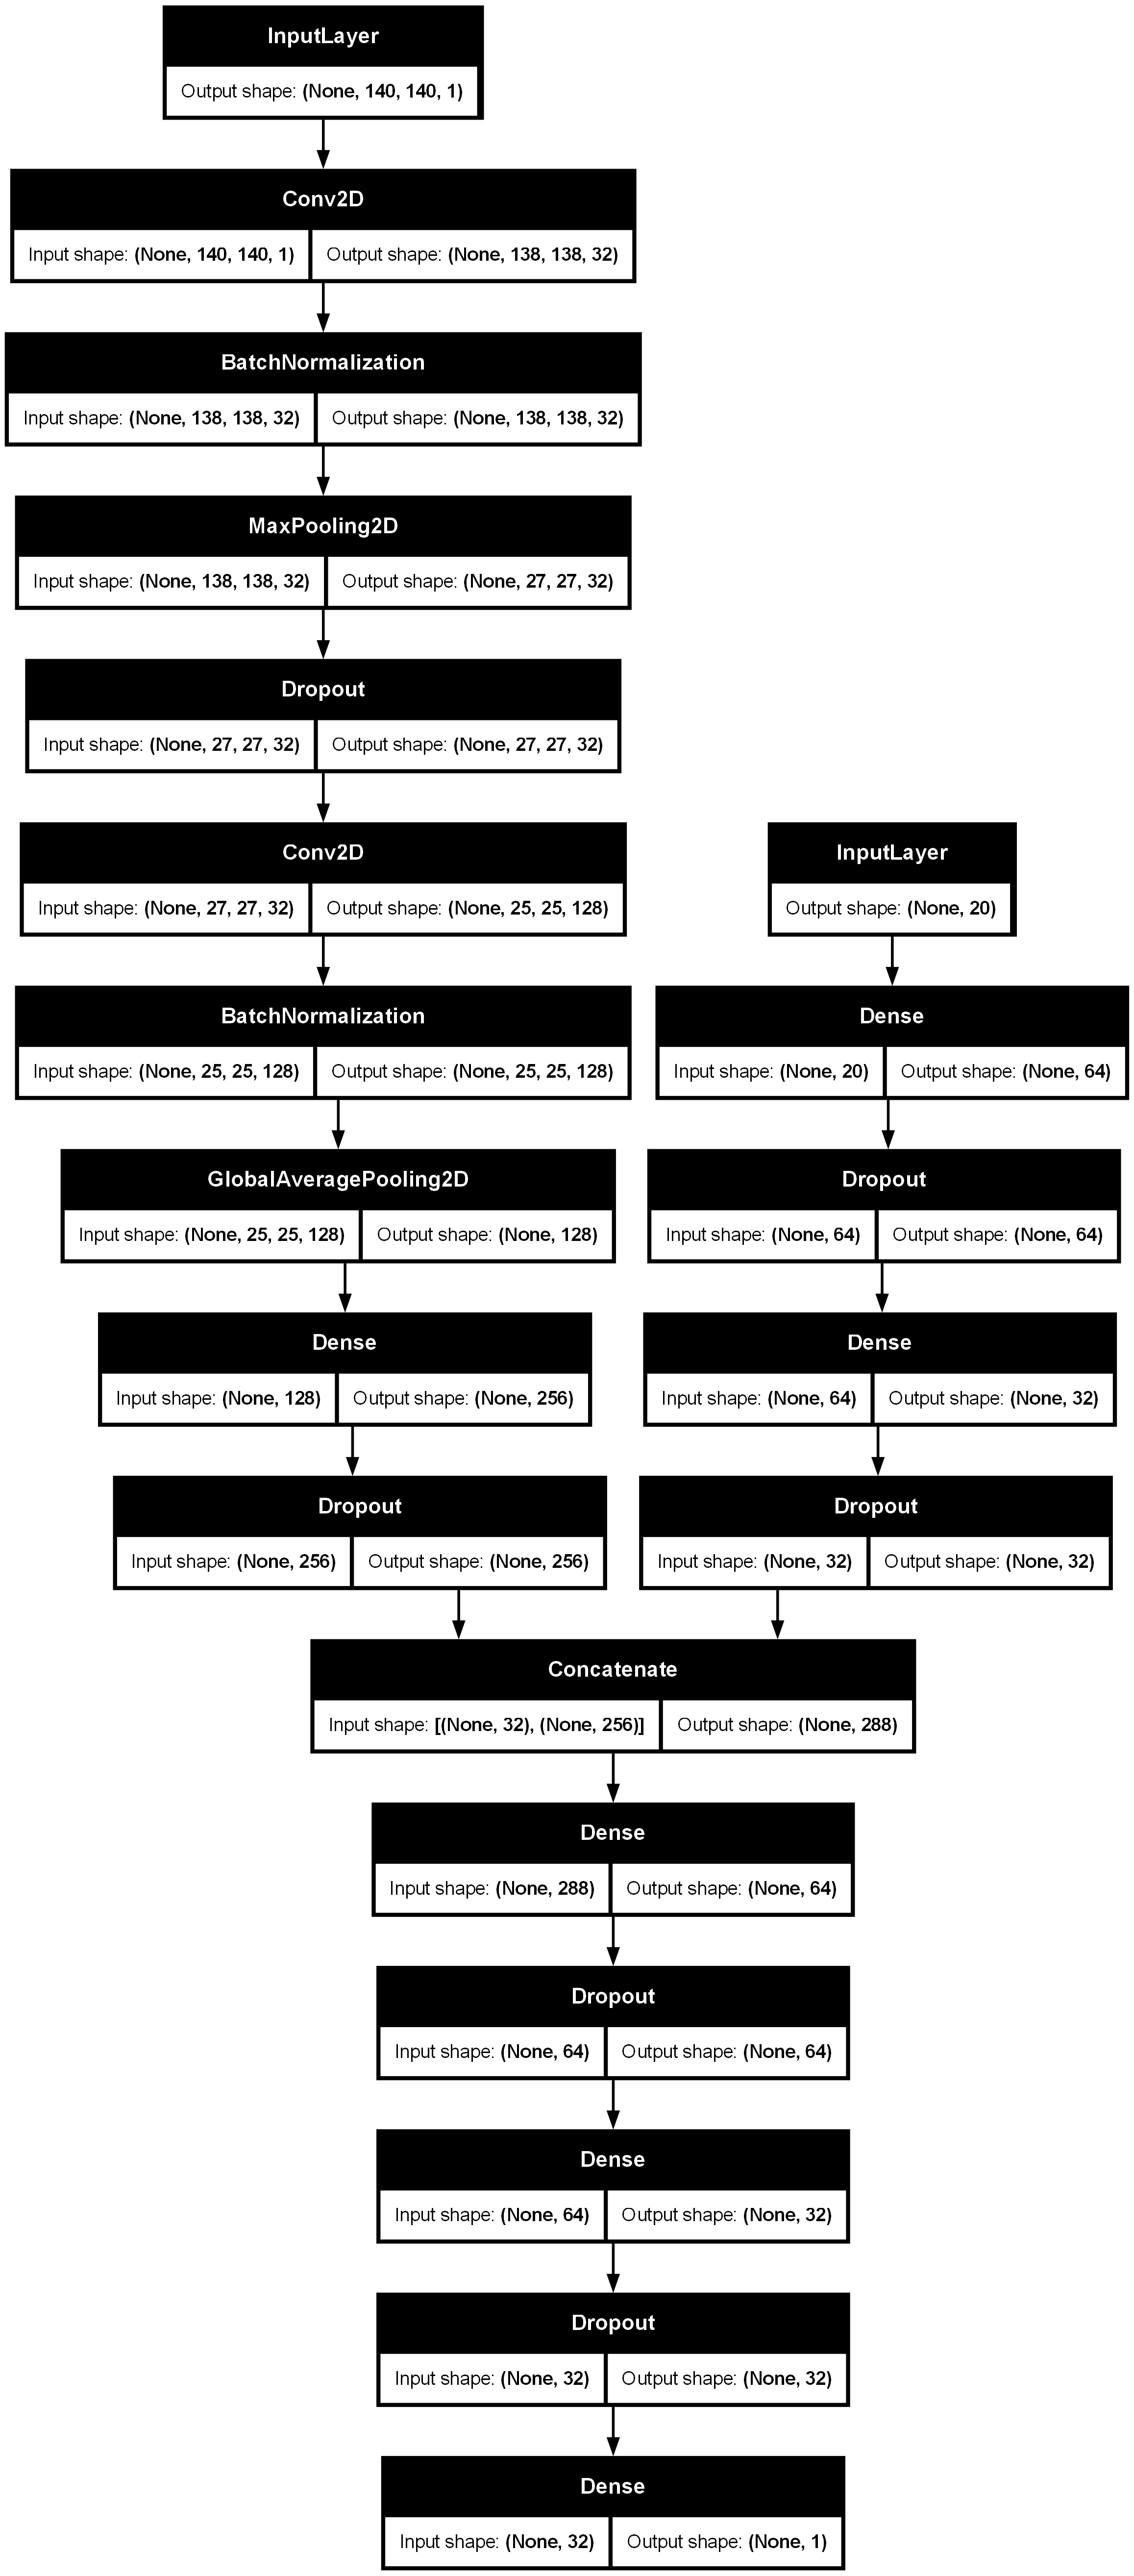 InputLayer
Output shape: (None, 140, 140, 1)
Conv2D
Input shape: (None, 140, 140, 1) Output shape: (None, 138, 138, 32)
BatchNormalization
Input shape: (None, 138, 138, 32) Output shape: (None, 138, 138, 32)
MaxPooling2D
Input shape: (None, 138, 138, 32) Output shape: (None, 27, 27, 32)
Dropout
Input shape: (None, 27, 27, 32) Output shape: (None, 27, 27, 32)
Conv2D
Input shape: (None, 27, 27, 32) Output shape: (None, 25, 25, 128)
BatchNormalization
Input shape: (None, 25, 25, 128) Output shape: (None, 25, 25, 128)
GlobalAveragePooling2D
Input shape: (None, 25, 25, 128) Output shape: (None, 128)
Dense
Input shape: (None, 128) Output shape: (None, 256)
Dropout
Input shape: (None, 256) Output shape: (None, 256)
InputLayer
Output shape: (None, 20)
Dense
Input shape: (None, 20) Output shape: (None, 64)
Dropout
Input shape: (None, 64) Output shape: (None, 64)
Dense
Input shape: (None, 64) Output shape: (None, 32)
Dropout
Input shape: (None, 32) Output shape: (None, 32)
Concatenate
Input shape: [(None, 32), (None, 256)] Output shape: (None, 288)
Dense
Input shape: (None, 288) Output shape: (None, 64)
Dropout
Input shape: (None, 64) Output shape: (None, 64)
Dense
Input shape: (None, 64) Output shape: (None, 32)
Dropout
Input shape: (None, 32) Output shape: (None, 32)
Dense
Input shape: (None, 32) Output shape: (None, 1)